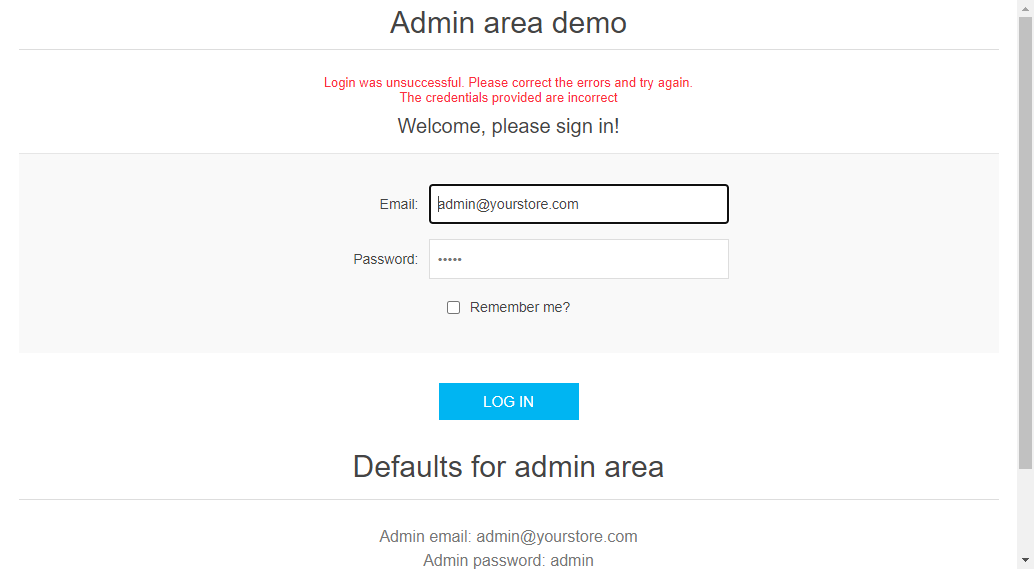 Admin area demo
Login was unsuccessful. Please correct the errors and try again.
The credentials provided are incorrect
Welcome, please sign in!
Email: admin@yourstore.com
Password: •••••
Remember me?
LOG IN
Defaults for admin area
Admin email: admin@yourstore.com
Admin password: admin